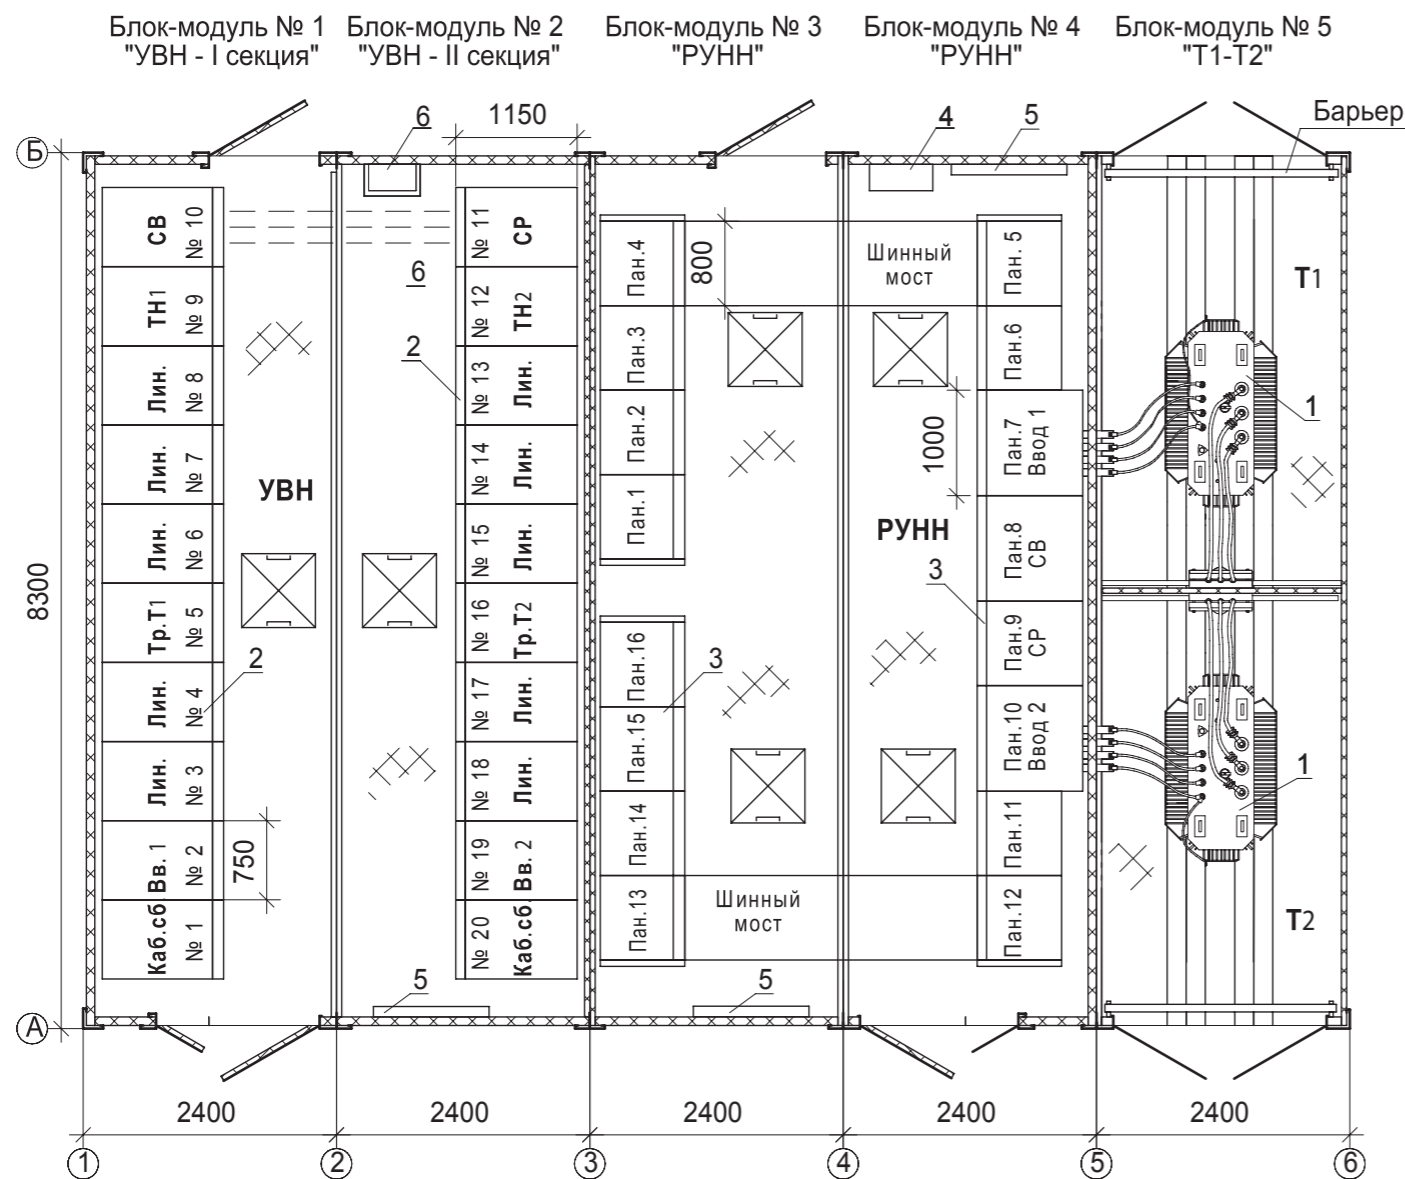 Блок-модуль № 1
"УВН - I секция"
Блок-модуль № 2
"УВН - II секция"
Блок-модуль № 3
"РУНН"
Блок-модуль № 4
"РУНН"
Блок-модуль № 5
"Т1-Т2"
Барьер
Б
6
1150
4
5
СВ
№ 10
ТН1
№ 9
Лин.
№ 8
Лин.
№ 7
Лин.
№ 6
Тр.Т1
№ 5
Лин.
№ 4
Лин.
№ 3
Вв. 1
№ 2
Каб.сб.
№ 1
УВН
2
750
8300
№ 11
СР
№ 12
ТН2
№ 13
Лин.
№ 14
Лин.
№ 15
Лин.
№ 16
Тр.Т2
№ 17
Лин.
№ 18
Лин.
№ 19
Вв. 2
№ 20
Каб.сб.
6
2
5
Пан.4
Пан.3
Пан.2
Пан.1
800
Шинный
мост
Пан.16
Пан.15
Пан.14
Пан.13
3
Шинный
мост
5
Пан. 5
Пан.6
Пан.7
Ввод 1
Пан.8
СВ
Пан.9
СР
Пан.10
Ввод 2
Пан.11
Пан.12
1000
РУНН
3
Т1
1
1
Т2
А
2400
2400
2400
2400
2400
1
2
3
4
5
6